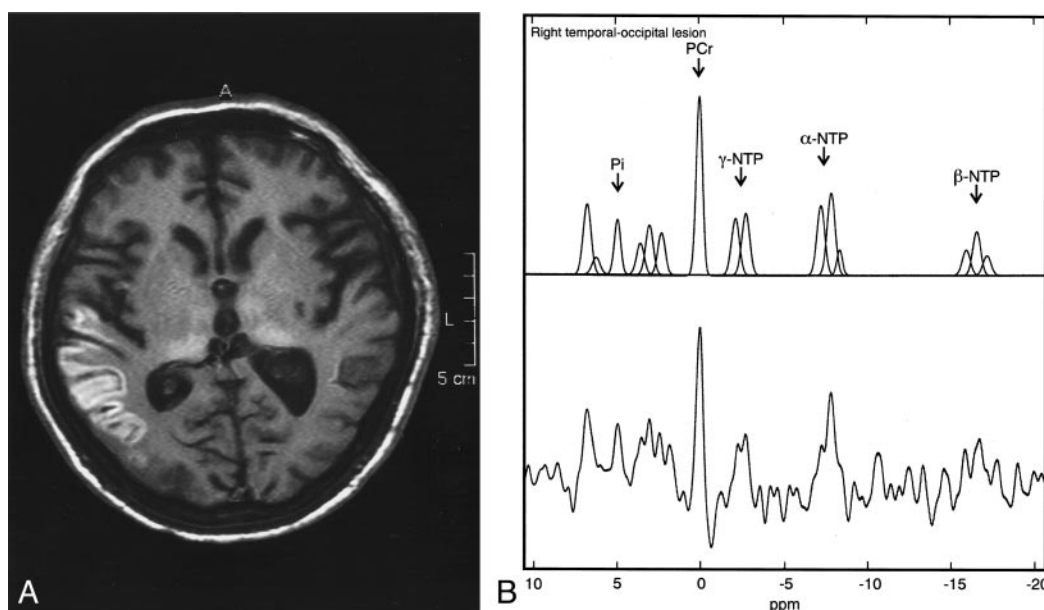 A
L
5 cm
A
Right temporal-occipital lesion
PCr
Pi
γ-NTP
α-NTP
β-NTP
10 5 0 -5 -10 -15 -20
ppm
B